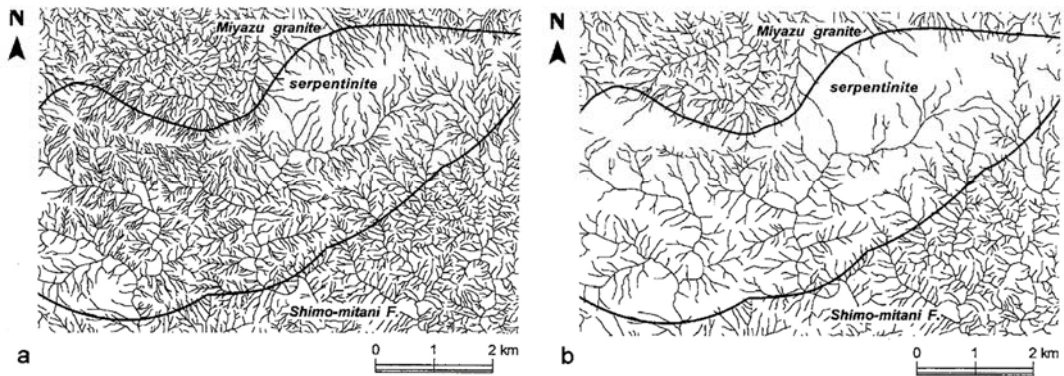 N
Miyazu granite
serpentinite
Shimo-mitani F.
a
0 1 2 km
N
Miyazu granite
serpentinite
Shimo-mitani F.
b
0 1 2 km